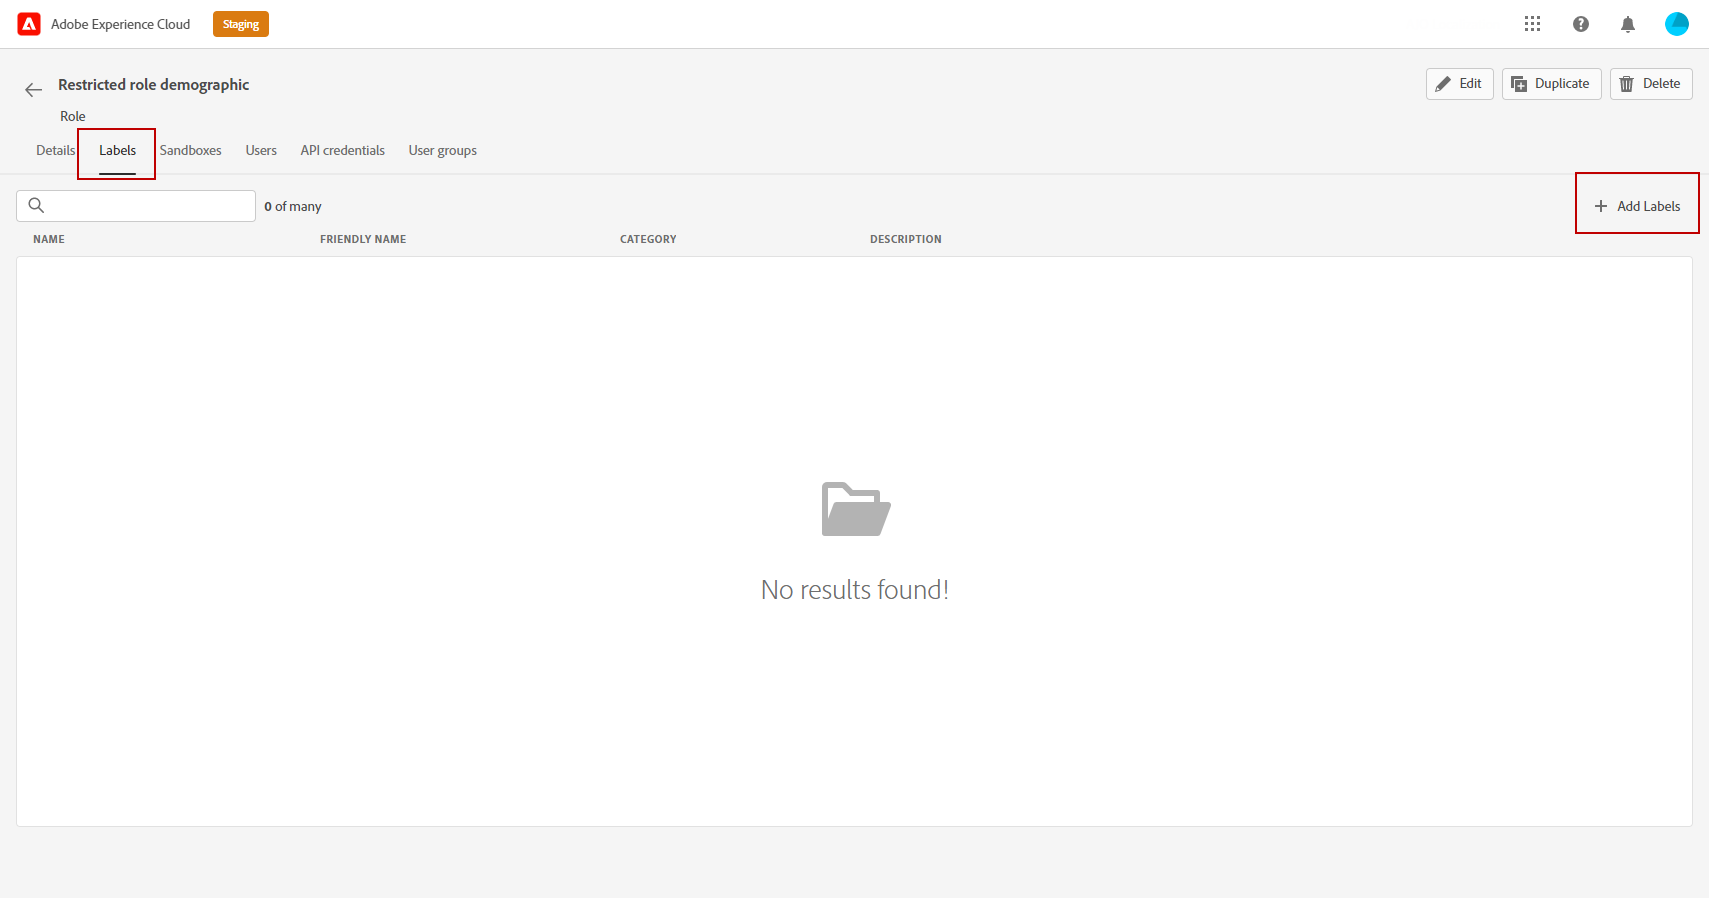 Adobe Experience Cloud Staging
Restricted role demographic
Edit Duplicate Delete
Role
Details Labels Sandboxes Users API credentials User groups
0 of many
Add Labels
NAME FRIENDLY NAME CATEGORY DESCRIPTION
No results found!